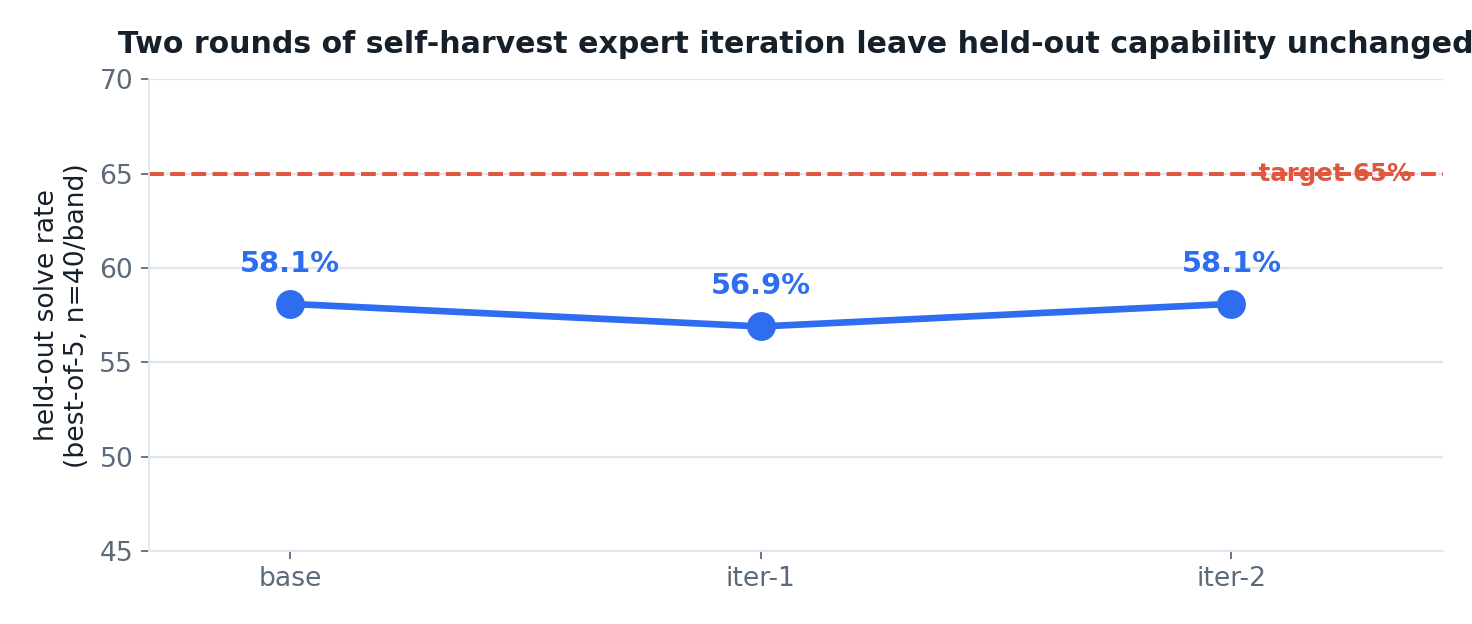 Two rounds of self-harvest expert iteration leave held-out capability unchanged
held-out solve rate
(best-of-5, n=40/band)
70
65
60
55
50
45
target 65%
58.1%
56.9%
58.1%
base
iter-1
iter-2